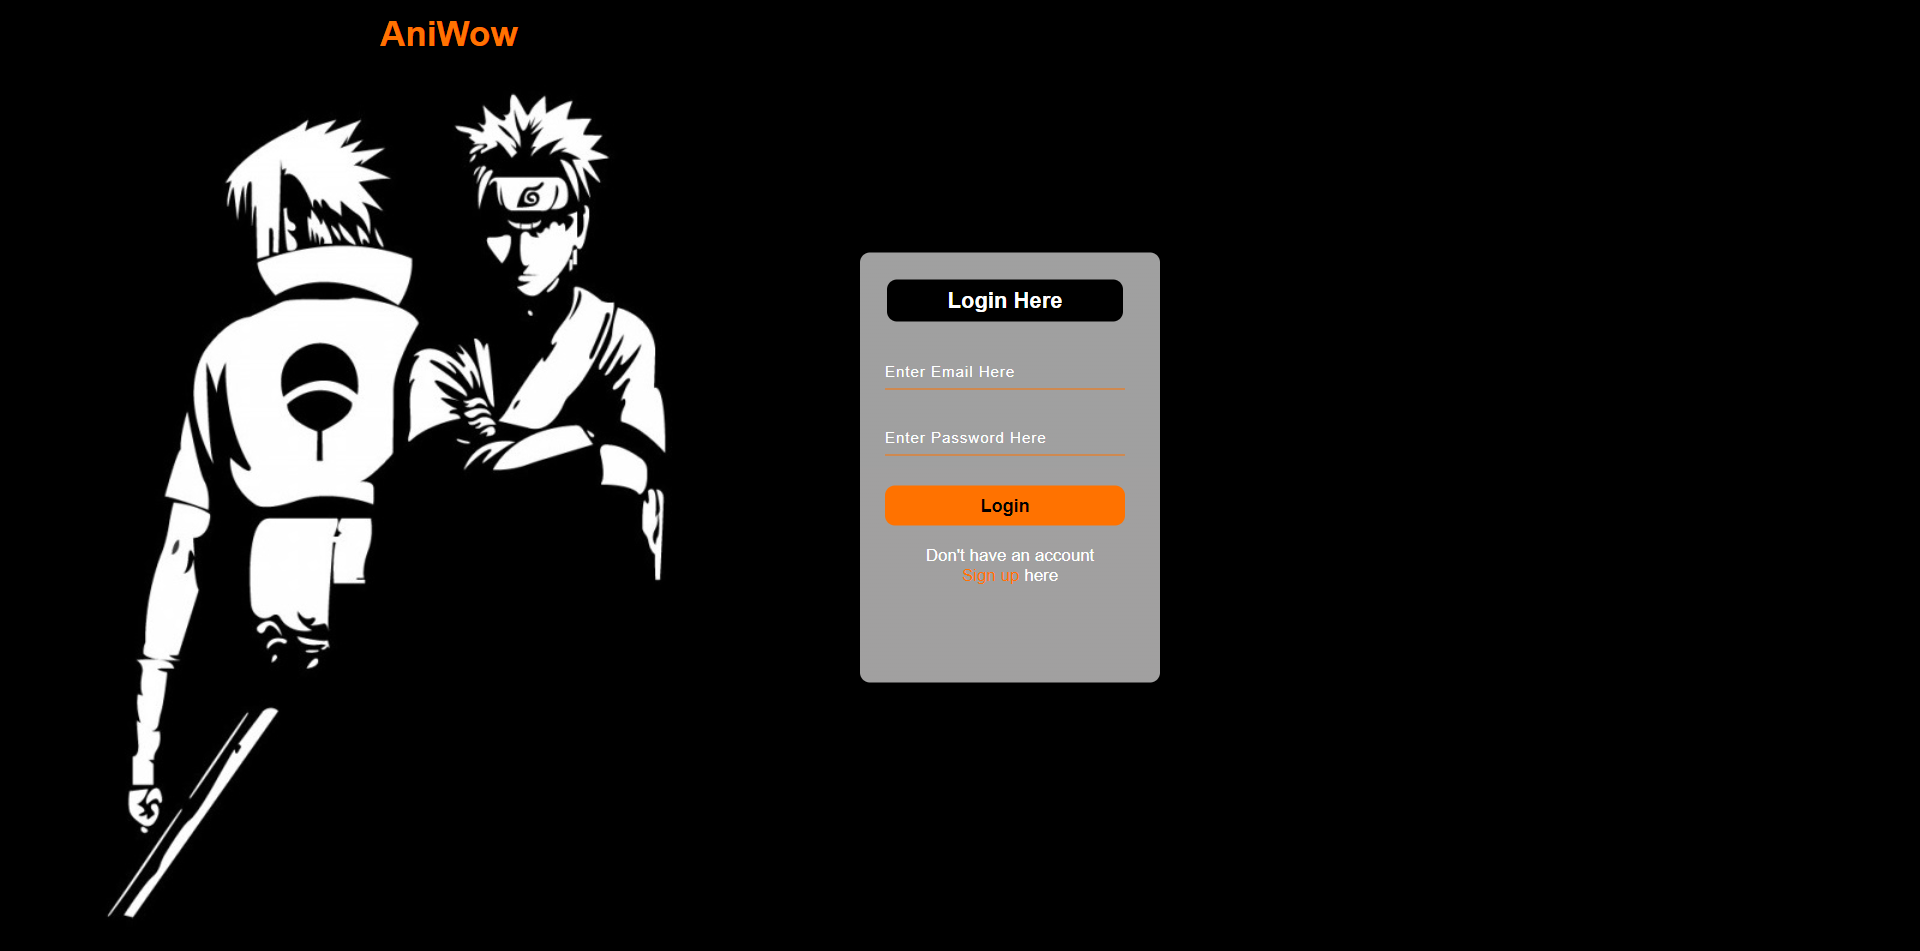 AniWow
Login Here
Enter Email Here
Enter Password Here
Login
Don't have an account
Sign up here